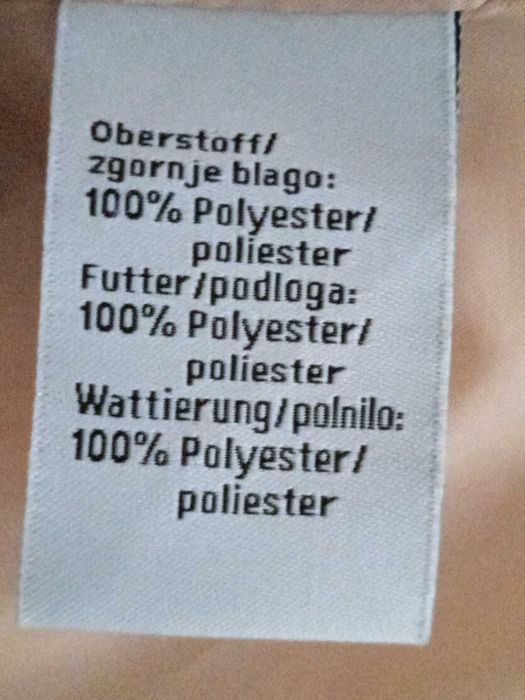 Oberstoff/
zgornje blago:
100% Polyester/
poliester
Futter/podloga:
100% Polyester/
poliester
Wattierung/polnilo:
100% Polyester/
poliester